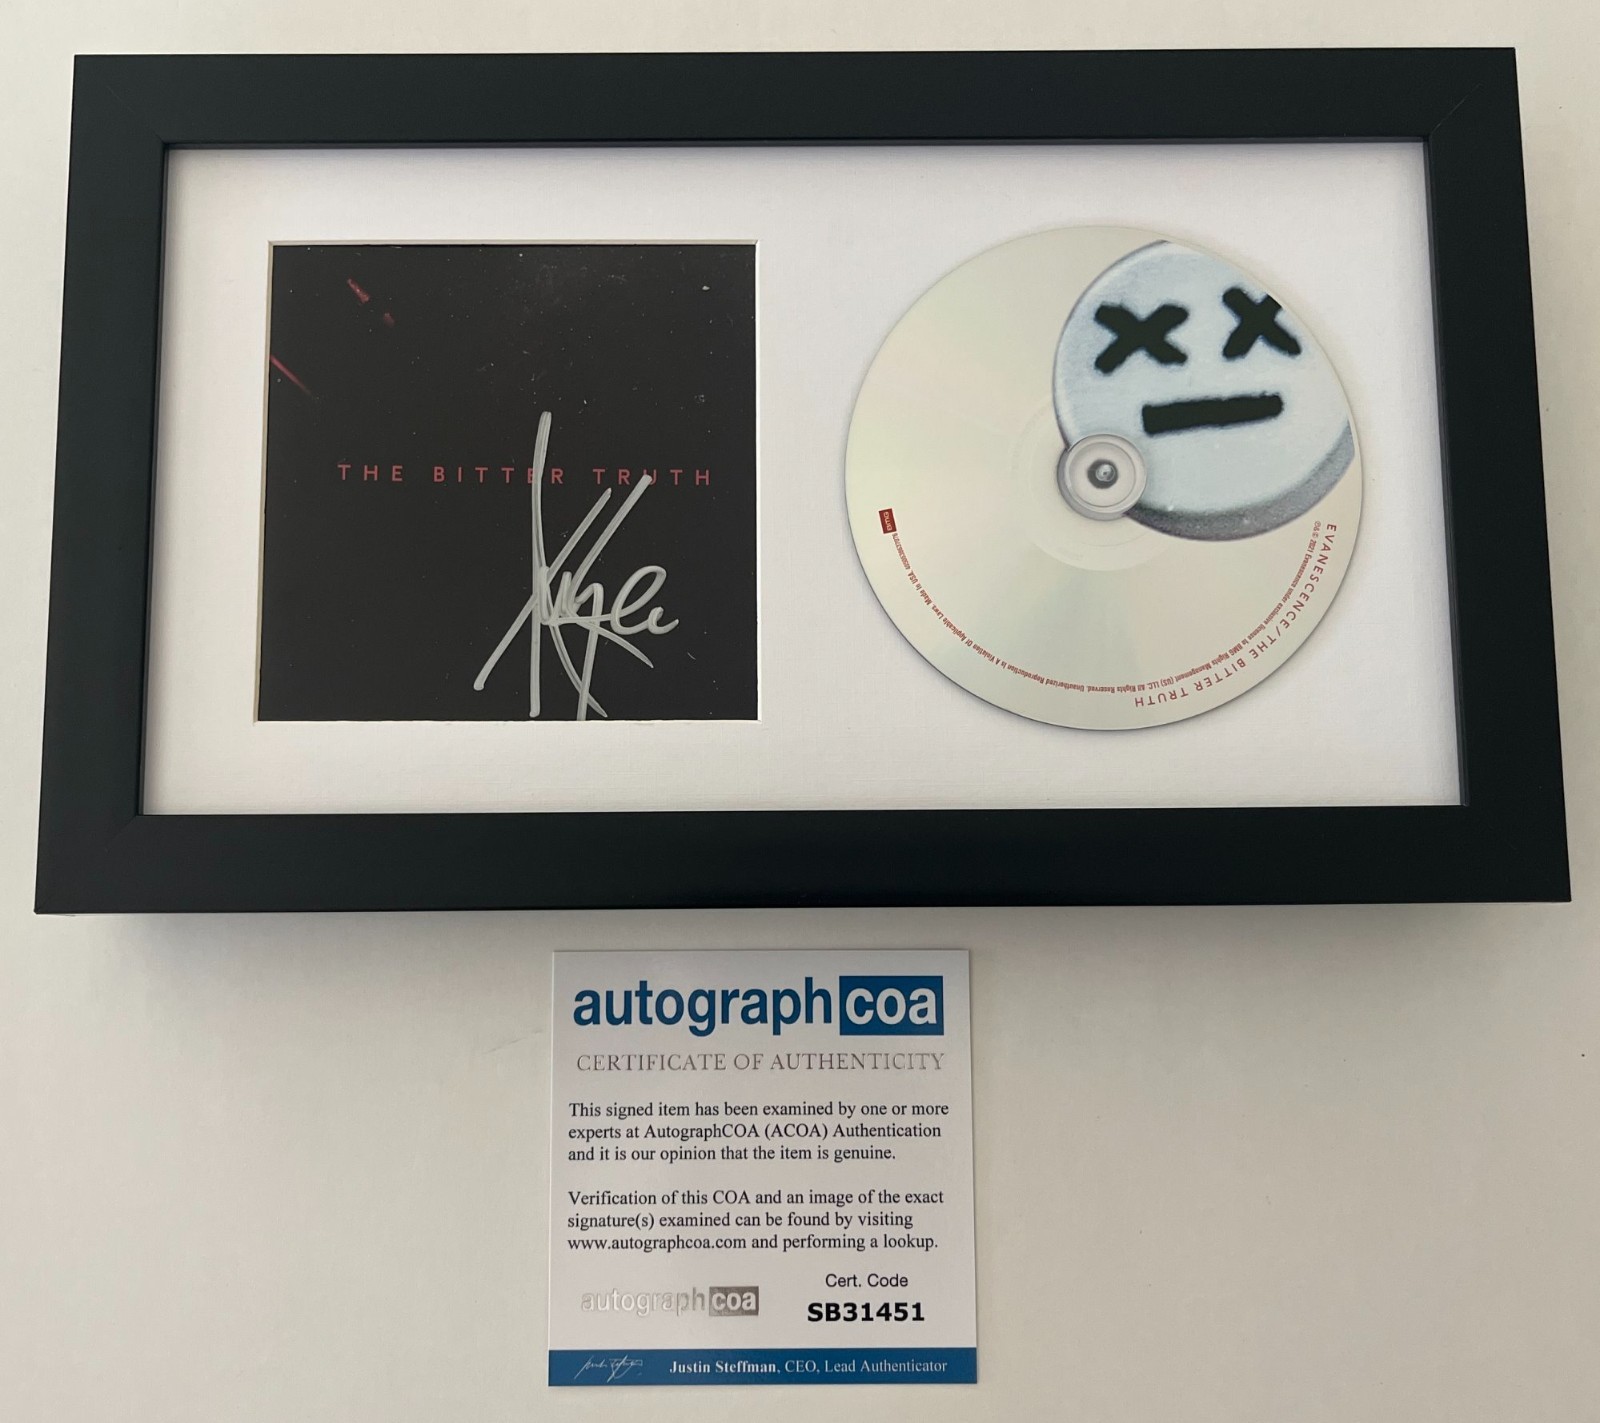 THE BITTER TRUTH
EVANESCENCE/THE BITTER TRUTH
BMG
autographcoa
CERTIFICATE OF AUTHENTICITY
This signed item has been examined by one or more
experts at AutographCOA (ACOA) Authentication
and it is our opinion that the item is genuine.
Verification of this COA and an image of the exact
signature(s) examined can be found by visiting
www.autographcoa.com and performing a lookup.
Cert. Code
autographcoa
SB31451
Justin Steffman, CEO, Lead Authenticator